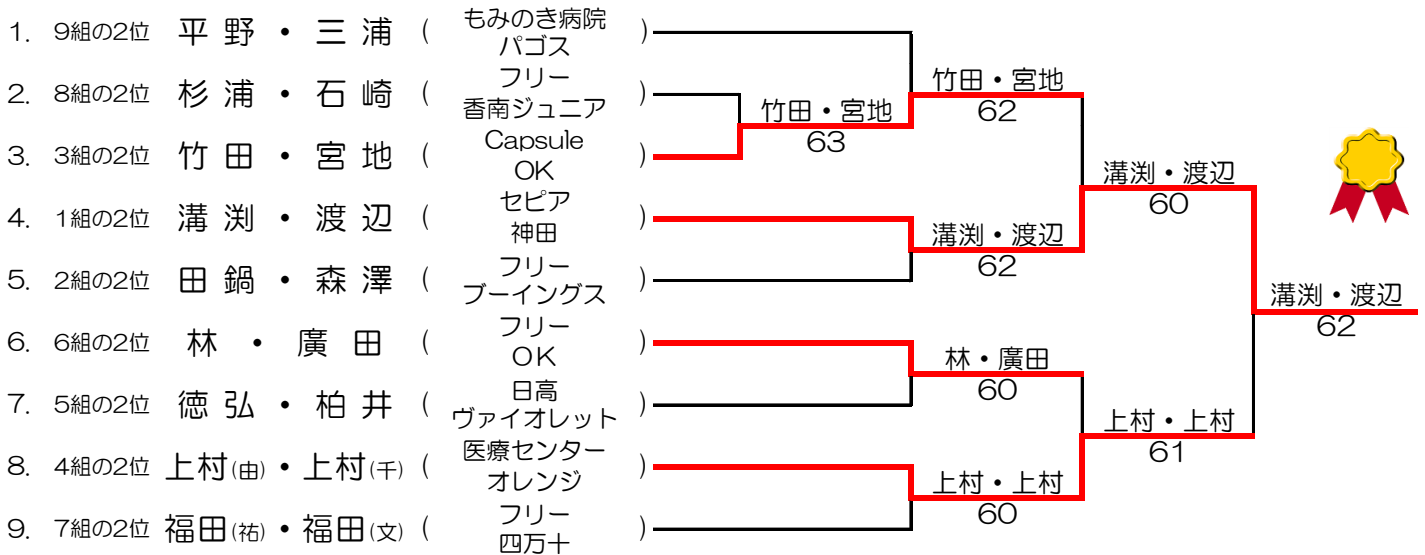 1. 9組の2位 平野・三浦 ( もみのき病院 パゴス )
2. 8組の2位 杉浦・石崎 ( フリー 香南ジュニア )
3. 3組の2位 竹田・宮地 ( Capsule OK )
4. 1組の2位 溝渕・渡辺 ( セピア 神田 )
5. 2組の2位 田鍋・森澤 ( フリー ブーイングス )
6. 6組の2位 林・廣田 ( フリー OK )
7. 5組の2位 徳弘・柏井 ( 日高 ヴァイオレット )
8. 4組の2位 上村(由)・上村(千) ( 医療センター オレンジ )
9. 7組の2位 福田(祐)・福田(文) ( フリー 四万十 )
竹田・宮地
63
竹田・宮地
62
溝渕・渡辺
62
林・廣田
60
上村・上村
60
溝渕・渡辺
60
上村・上村
61
溝渕・渡辺
62